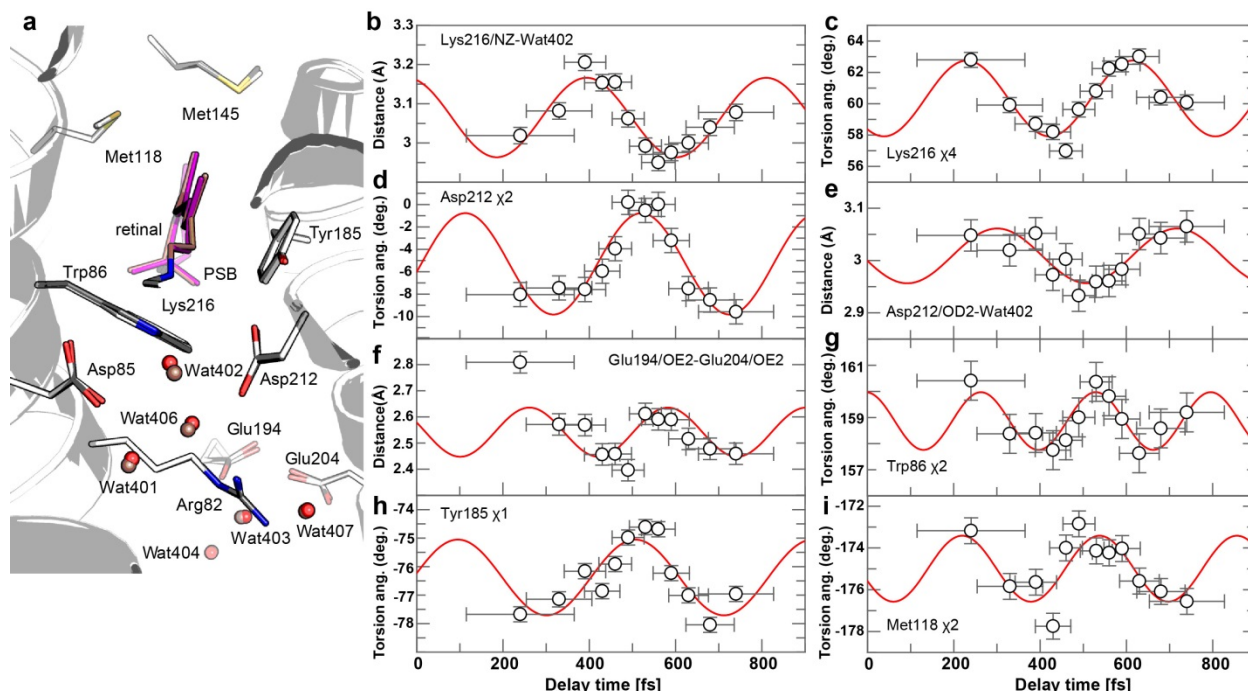 a
Met145
Met118
retinal
Tyr185
Trp86
PSB
Lys216
Asp85
Wat402
Asp212
Wat406
Glu194
Wat401
Glu204
Arg82
Wat403
Wat407
Wat404
b
Lys216/NZ-Wat402
Distance (Å)
3.3
3.2
3.1
3
c
Lys216 χ4
Torsion ang. (deg.)
64
62
60
58
56
d
Asp212 χ2
Torsion ang. (deg.)
0
-2
-4
-6
-8
-10
e
Asp212/OD2-Wat402
Distance (Å)
3.1
3
2.9
f
Glu194/OE2-Glu204/OE2
Distance(Å)
2.8
2.7
2.6
2.5
2.4
g
Trp86 χ2
Torsion ang. (deg.)
161
159
157
h
Tyr185 χ1
Torsion ang. (deg.)
-74
-75
-76
-77
-78
0 200 400 600 800
Delay time [fs]
i
Met118 χ2
Torsion ang. (deg.)
-172
-174
-176
-178
0 200 400 600 800
Delay time [fs]